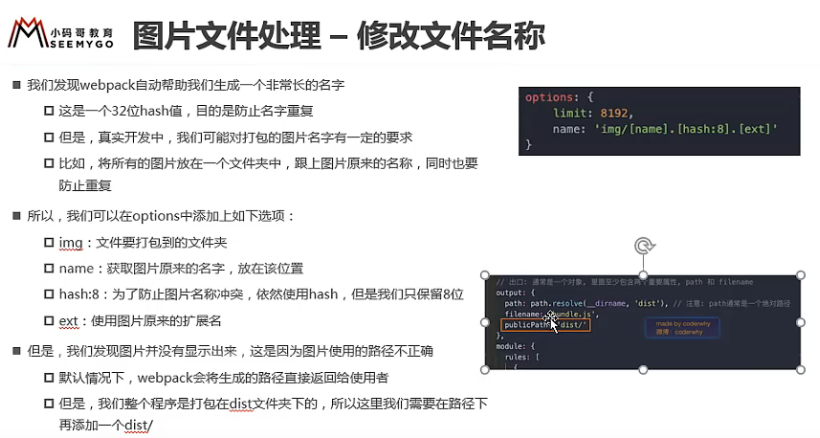 小码哥教育
SEEMYGO
图片文件处理 – 修改文件名称
我们发现webpack自动帮助我们生成一个非常长的名字
这是一个32位hash值，目的是防止名字重复
但是，真实开发中，我们可能对打包的图片名字有一定的要求
比如，将所有的图片放在一个文件夹中，跟上图片原来的名称，同时也要
防止重复
所以，我们可以在options中添加上如下选项：
img：文件要打包到的文件夹
name：获取图片原来的名字，放在该位置
hash:8：为了防止图片名称冲突，依然使用hash，但是我们只保留8位
ext：使用图片原来的扩展名
但是，我们发现图片并没有显示出来，这是因为图片使用的路径不正确
默认情况下，webpack会将生成的路径直接返回给使用者
但是，我们整个程序是打包在dist文件夹下的，所以这里我们需要在路径下
再添加一个dist/
options: {
limit: 8192,
name: 'img/[name].[hash:8].[ext]'
}
// 出口: 通常是一个对象, 里面至少包含两个重要属性, path 和 filename
output: {
path: path.resolve(__dirname, 'dist'), // 注意: path通常是一个绝对路径
filename: 'bundle.js',
publicPath: 'dist/'
},
module: {
rules: [
{
made by coderwhy
微博: coderwhy